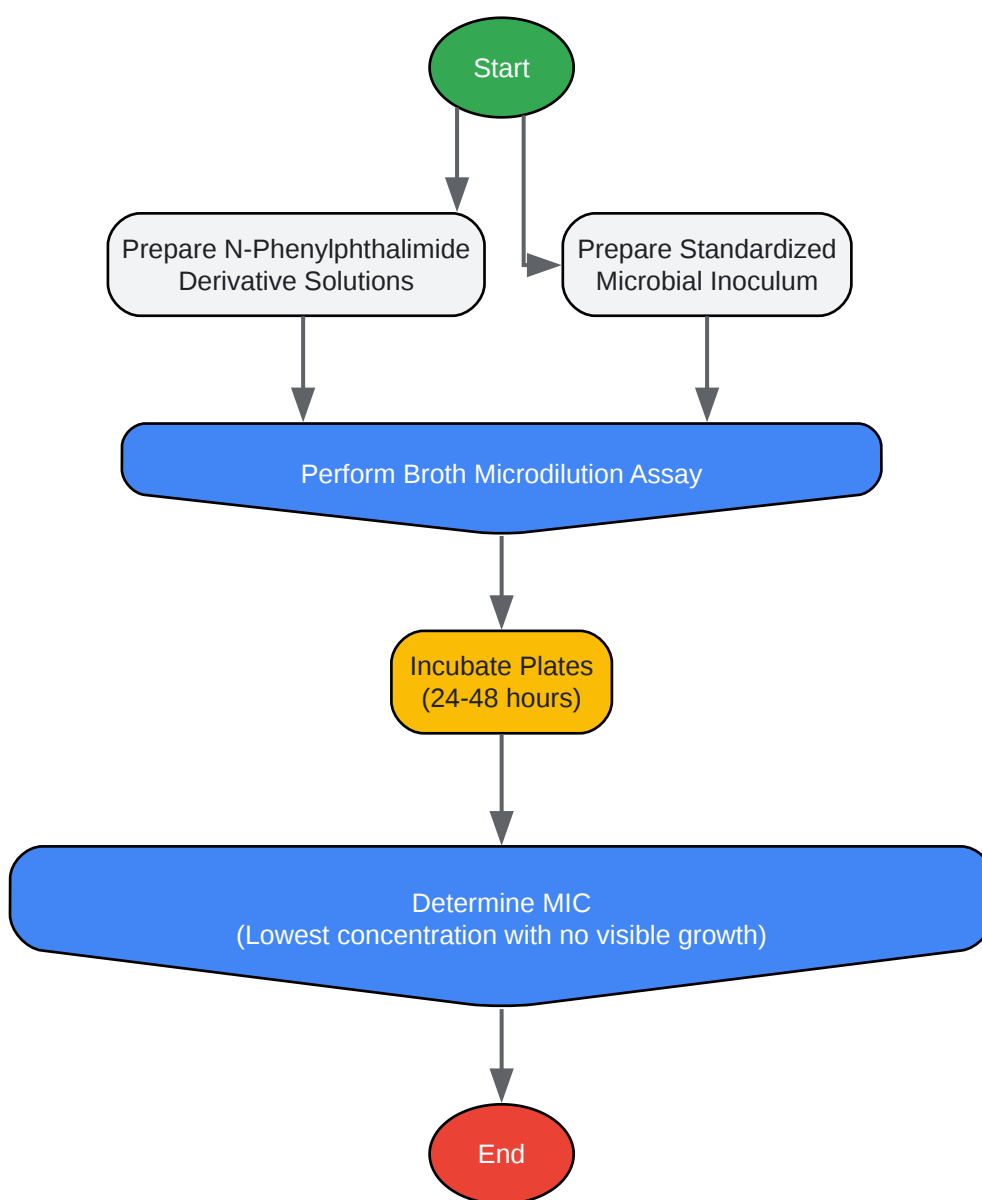 Start
Prepare N-Phenylphthalimide
Derivative Solutions
Prepare Standardized
Microbial Inoculum
Perform Broth Microdilution Assay
Incubate Plates
(24-48 hours)
Determine MIC
(Lowest concentration with no visible growth)
End